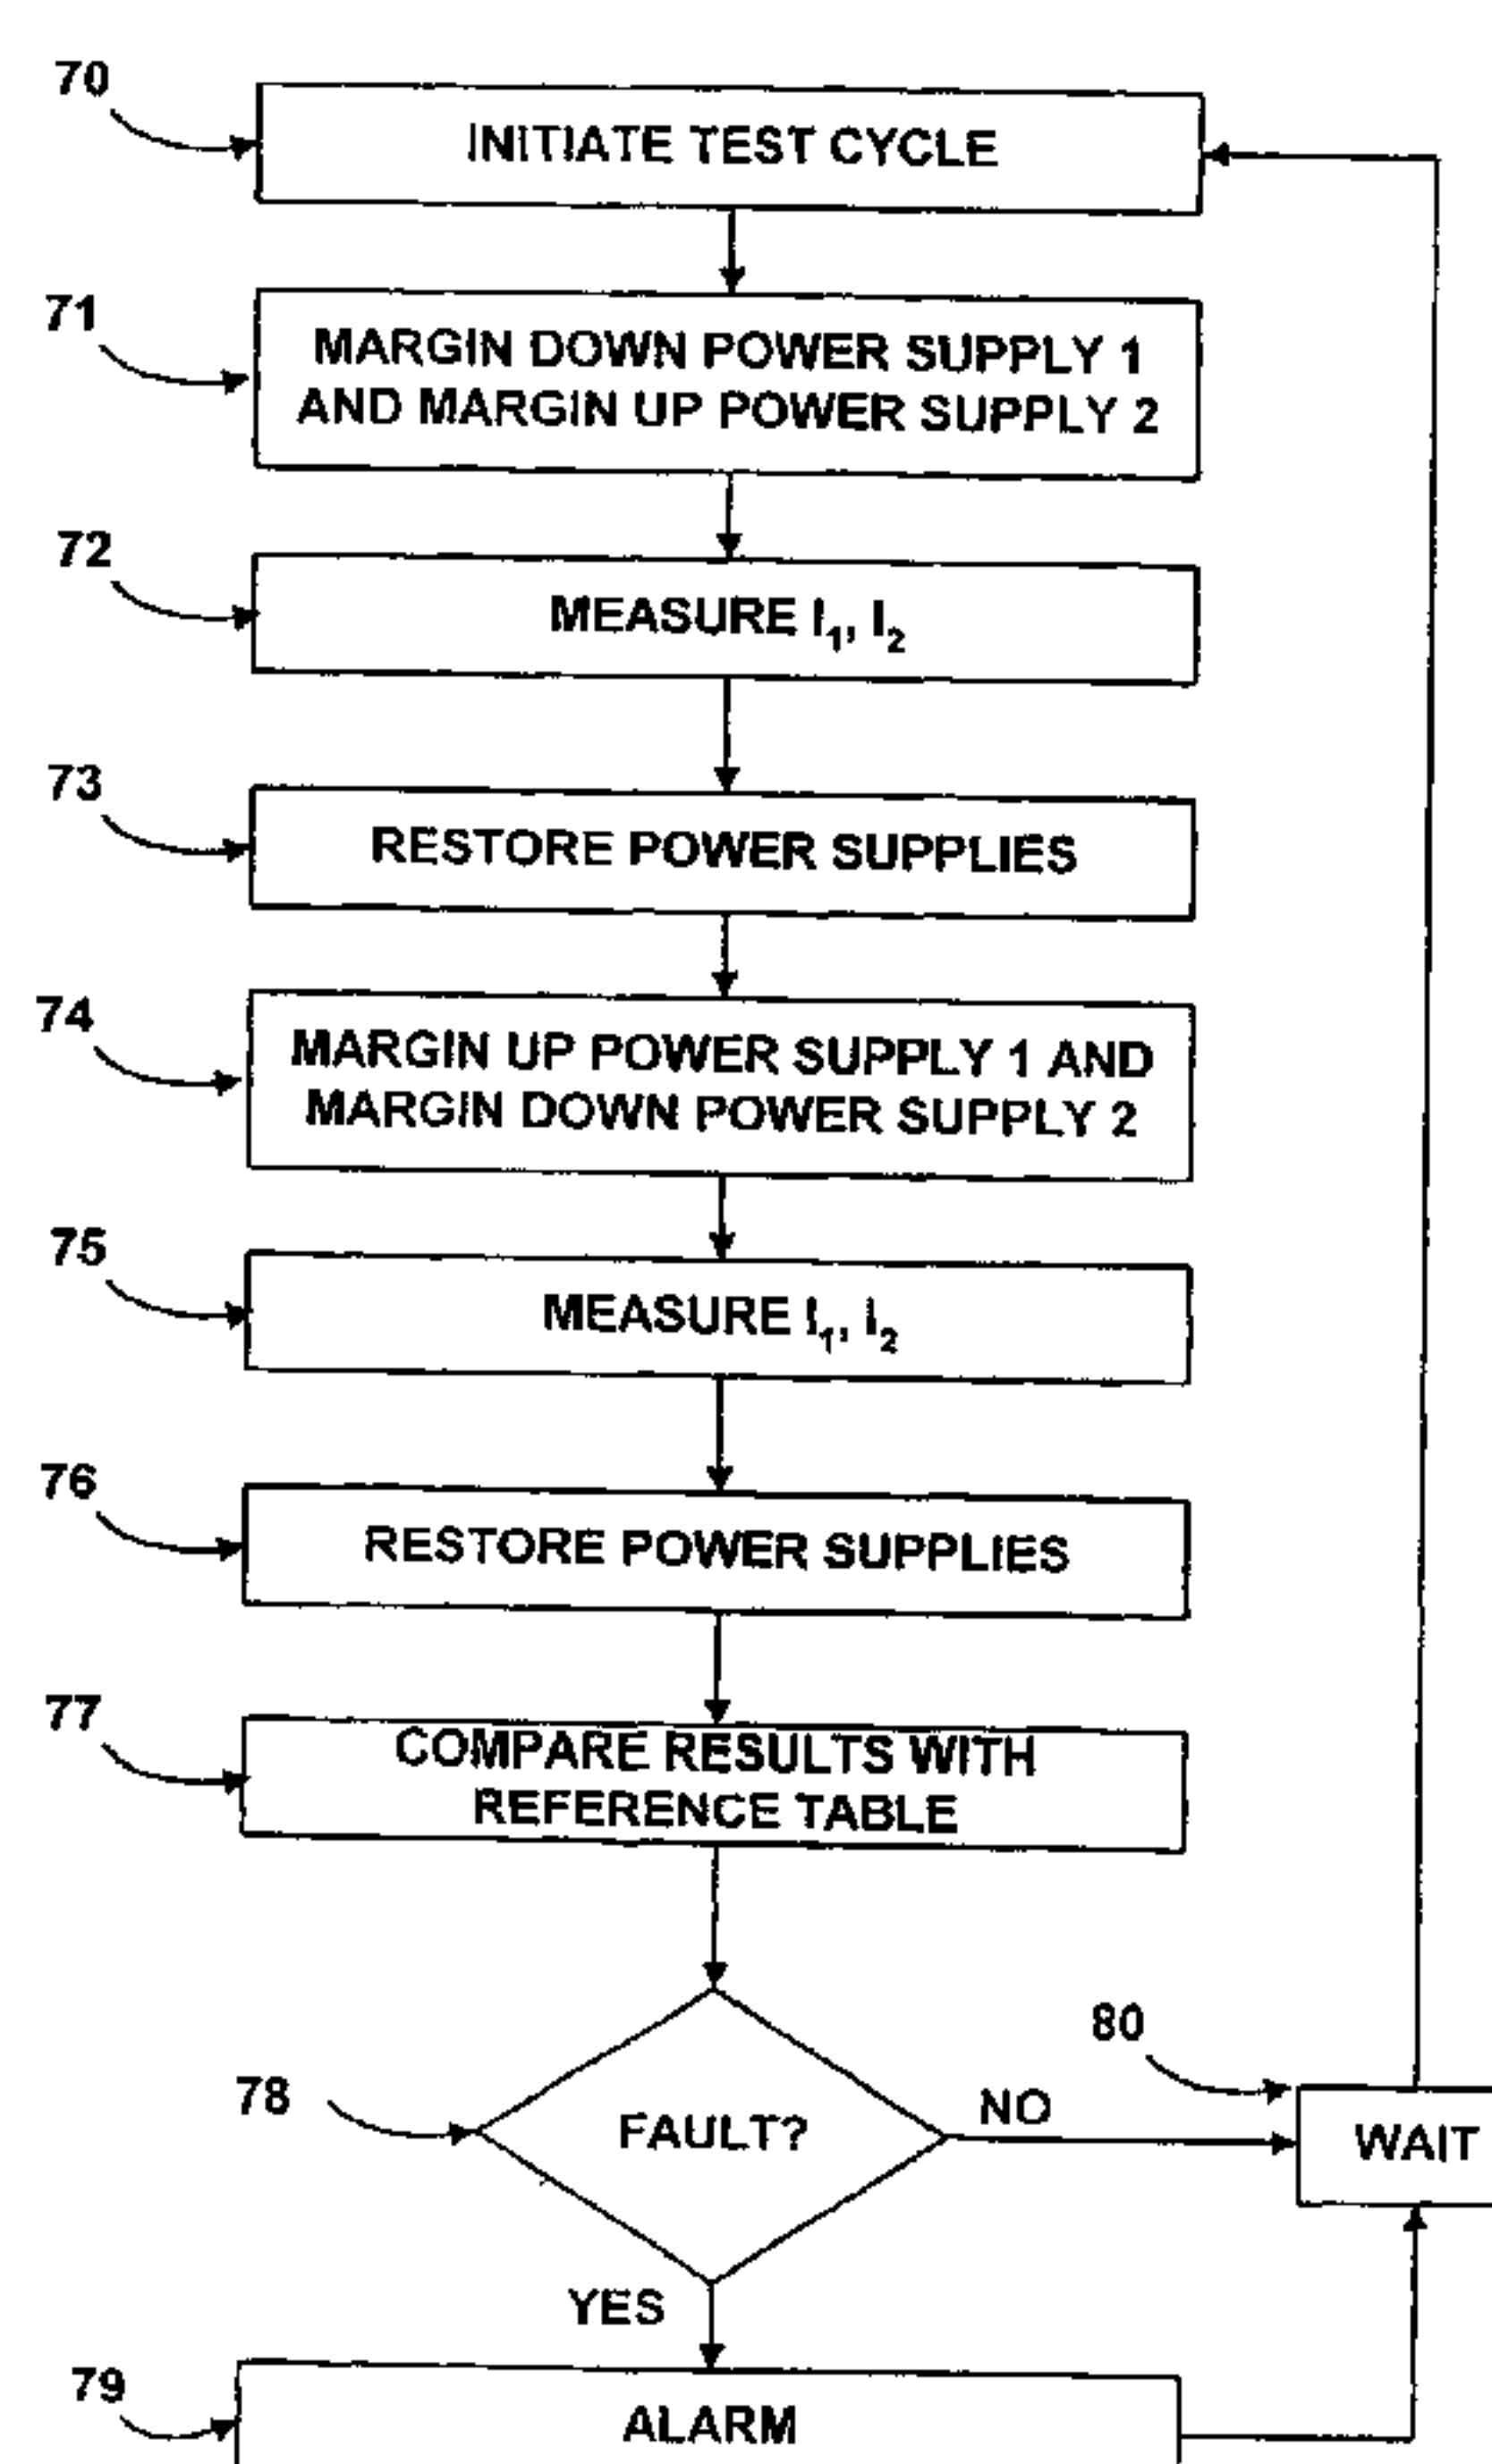 70
INITIATE TEST CYCLE
71
MARGIN DOWN POWER SUPPLY 1
AND MARGIN UP POWER SUPPLY 2
72
MEASURE I₁, I₂
73
RESTORE POWER SUPPLIES
74
MARGIN UP POWER SUPPLY 1 AND
MARGIN DOWN POWER SUPPLY 2
75
MEASURE I₁, I₂
76
RESTORE POWER SUPPLIES
77
COMPARE RESULTS WITH
REFERENCE TABLE
80
78
FAULT?
NO
WAIT
YES
79
ALARM